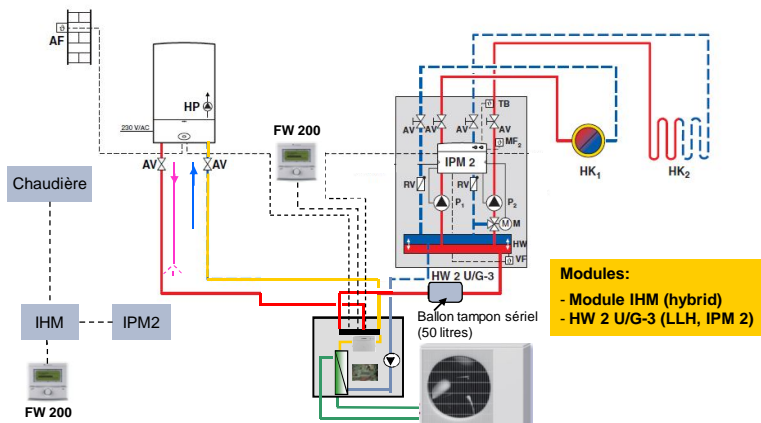 AF
HP
230 V/AC
AV
AV
FW 200
Chaudière
IHM
IPM2
FW 200
TB
AV
AV
AV
AV
MF2
IPM 2
RV
RV
P1
P2
M
M
HW
VF
HW 2 U/G-3
HK1
HK2
Ballon tampon sériel
(50 litres)
Modules:
- Module IHM (hybrid)
- HW 2 U/G-3 (LLH, IPM 2)